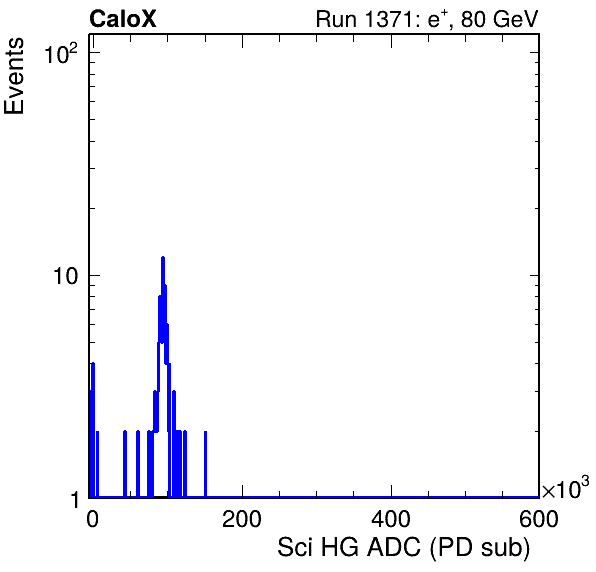 CaloX Run 1371: e⁺, 80 GeV
Events
10²
10
1
0 200 400 600
×10³
Sci HG ADC (PD sub)